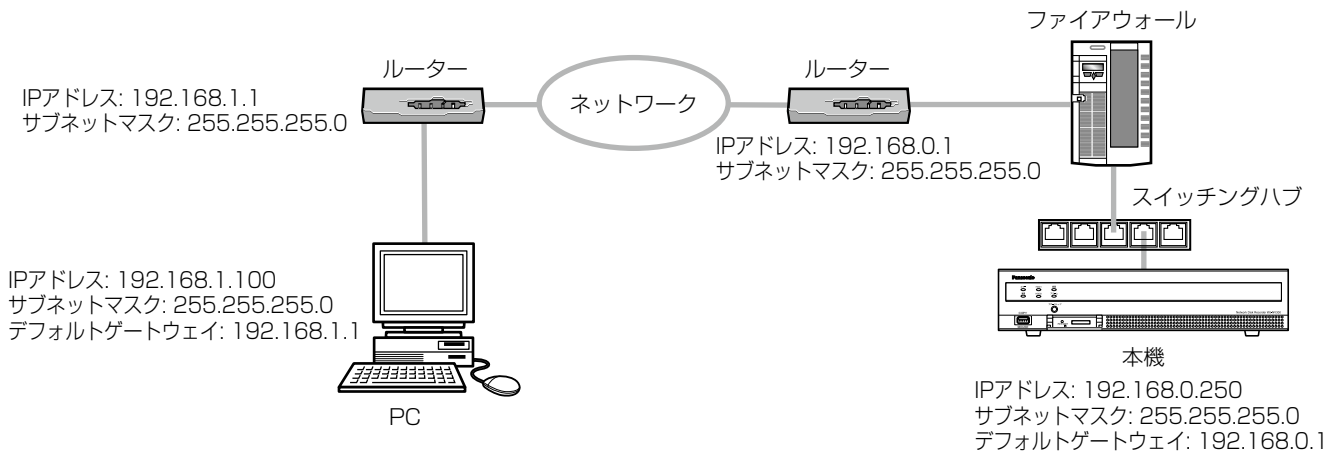 ファイアウォール
ルーター
ルーター
ネットワーク
IPアドレス: 192.168.1.1
サブネットマスク: 255.255.255.0
IPアドレス: 192.168.0.1
サブネットマスク: 255.255.255.0
スイッチングハブ
IPアドレス: 192.168.1.100
サブネットマスク: 255.255.255.0
デフォルトゲートウェイ: 192.168.1.1
Panasonic
PC
本機
IPアドレス: 192.168.0.250
サブネットマスク: 255.255.255.0
デフォルトゲートウェイ: 192.168.0.1